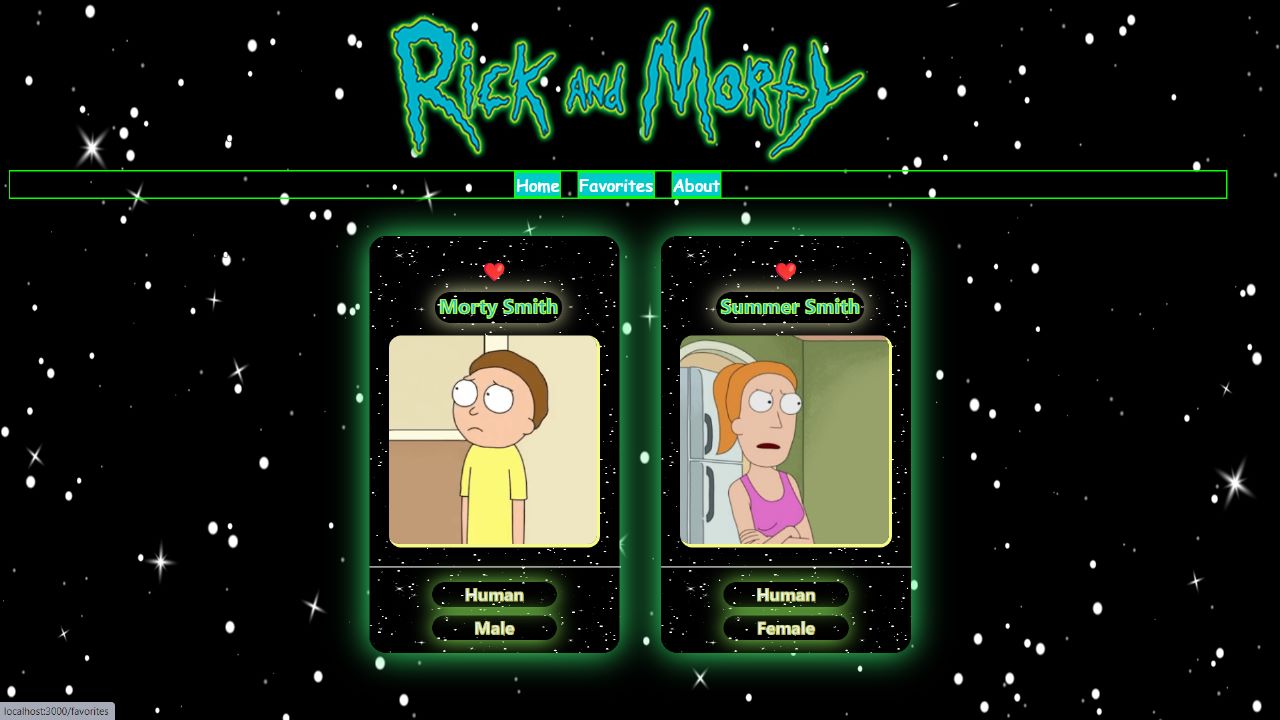 Rick and Morty
Home Favorites About
Morty Smith
Summer Smith
Human
Male
Human
Female
localhost:3000/favorites